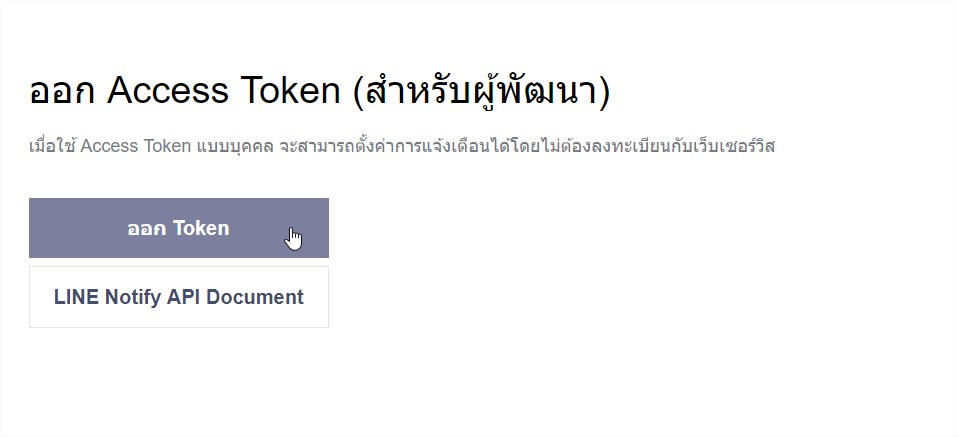 ออก Access Token (สำหรับผู้พัฒนา)
เมื่อใช้ Access Token แบบบุคคล จะสามารถตั้งค่าการแจ้งเตือนได้โดยไม่ต้องลงทะเบียนกับเว็บเซอร์วิส
ออก Token
LINE Notify API Document